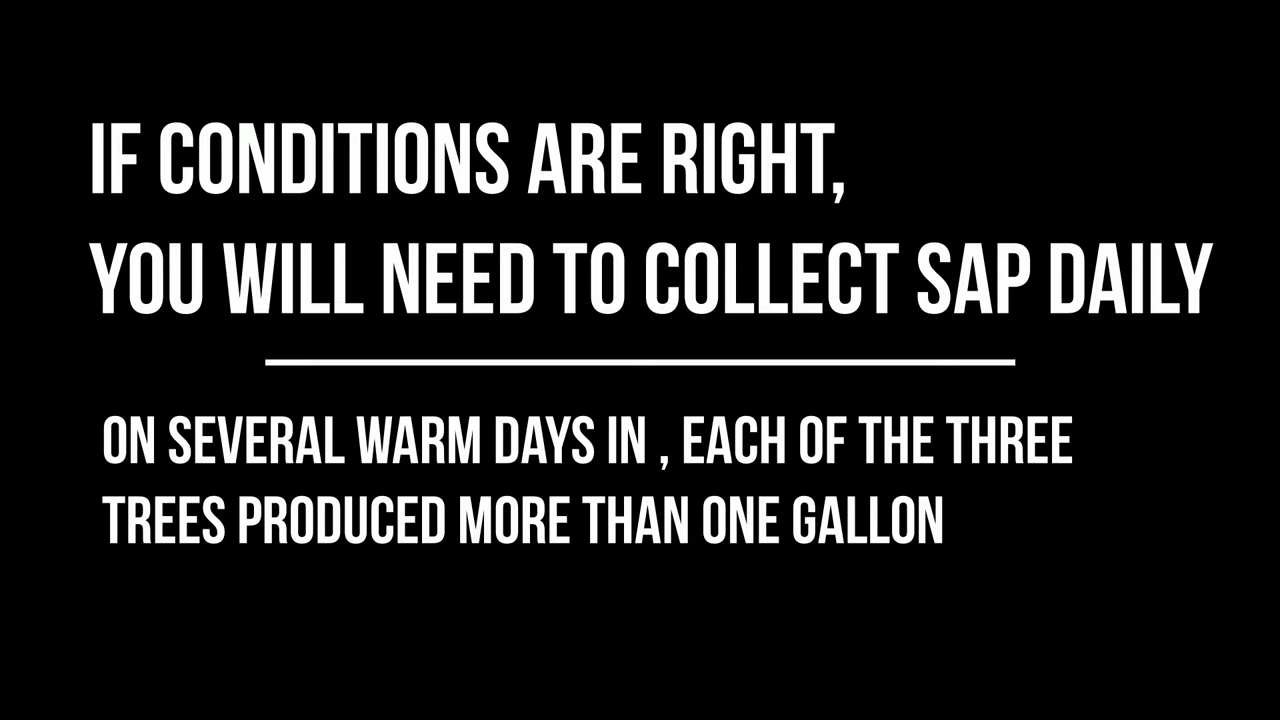 IF CONDITIONS ARE RIGHT,
YOU WILL NEED TO COLLECT SAP DAILY
ON SEVERAL WARM DAYS IN , EACH OF THE THREE
TREES PRODUCED MORE THAN ONE GALLON